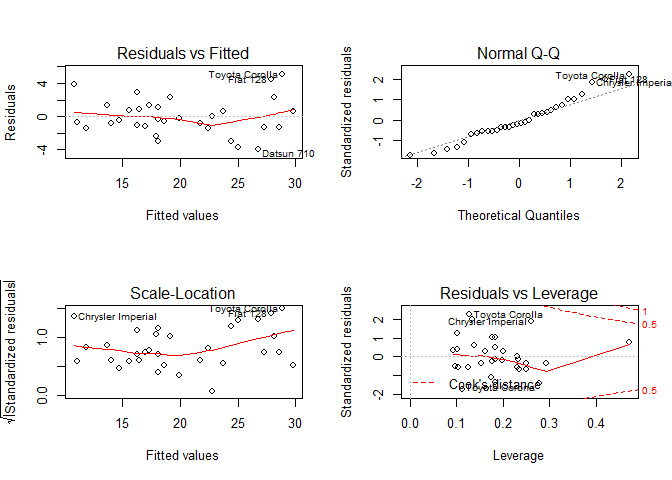 Residuals vs Fitted
Residuals
4
0
-4
Toyota Corolla
Fiat 128
Datsun 710
15
20
25
30
Fitted values
Normal Q-Q
Standardized residuals
2
1
0
-1
Toyota Corolla
Fiat 128
Chrysler Imperial
-2
-1
0
1
2
Theoretical Quantiles
Scale-Location
√|Standardized residuals|
1.0
0.0
Chrysler Imperial
Toyota Corolla
Fiat 128
15
20
25
30
Fitted values
Residuals vs Leverage
Standardized residuals
2
1
0
-2
Toyota Corolla
Chrysler Imperial
Toyota Corona
Cook's distance
1
0.5
0.5
0.0
0.1
0.2
0.3
0.4
Leverage